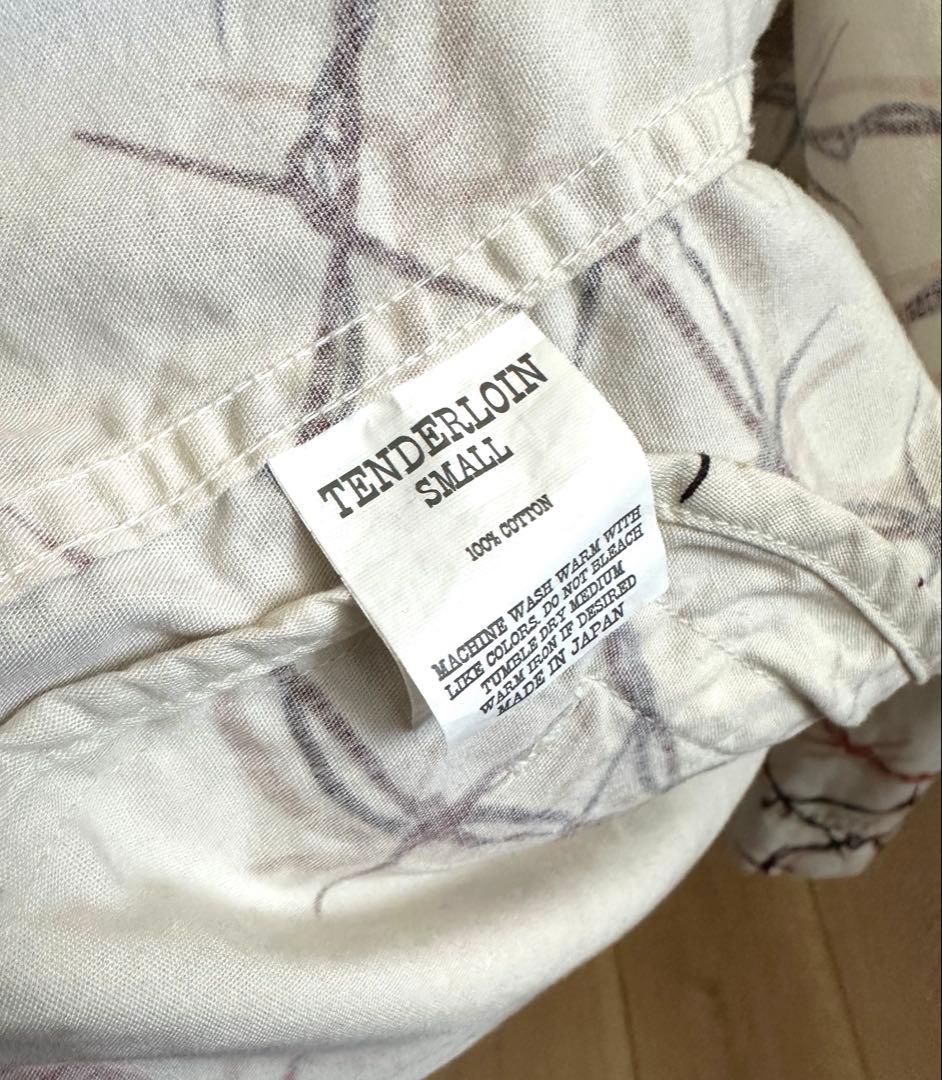 TENDERLOIN
SMALL
100% COTTON
MACHINE WASH WARM WITH
LIKE COLORS. DO NOT BLEACH
TUMBLE DRY MEDIUM
WARM IRON IF DESIRED
MADE IN JAPAN